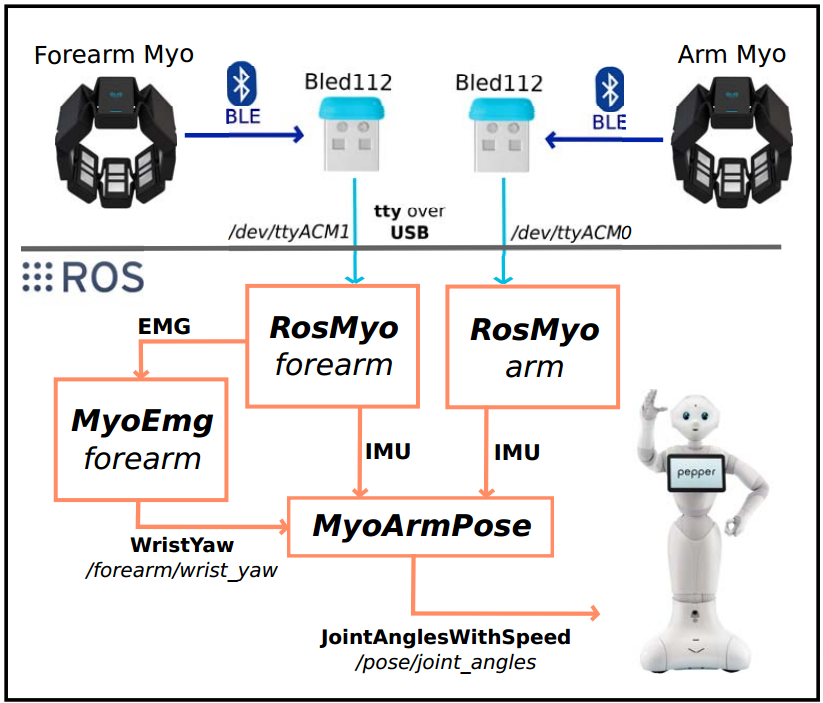 Forearm Myo
Arm Myo
Bled112
Bled112
BLE
BLE
tty over
USB
/dev/ttyACM1
/dev/ttyACM0
ROS
EMG
RosMyo
forearm
RosMyo
arm
MyoEmg
forearm
IMU
IMU
pepper
MyoArmPose
WristYaw
/forearm/wrist_yaw
JointAnglesWithSpeed
/pose/joint_angles